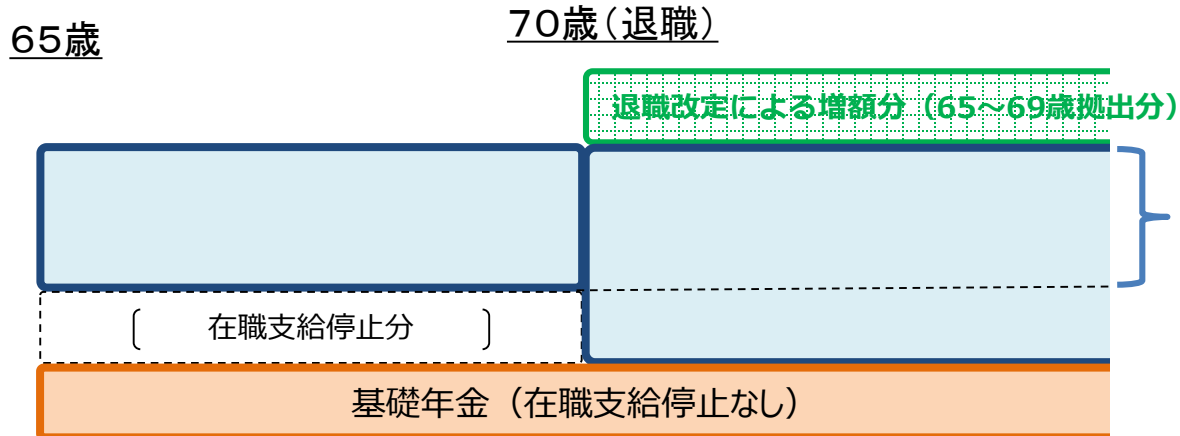 65歳
70歳(退職)
退職改定による増額分(65~69歳拠出分)
〔 在職支給停止分 〕
基礎年金(在職支給停止なし)